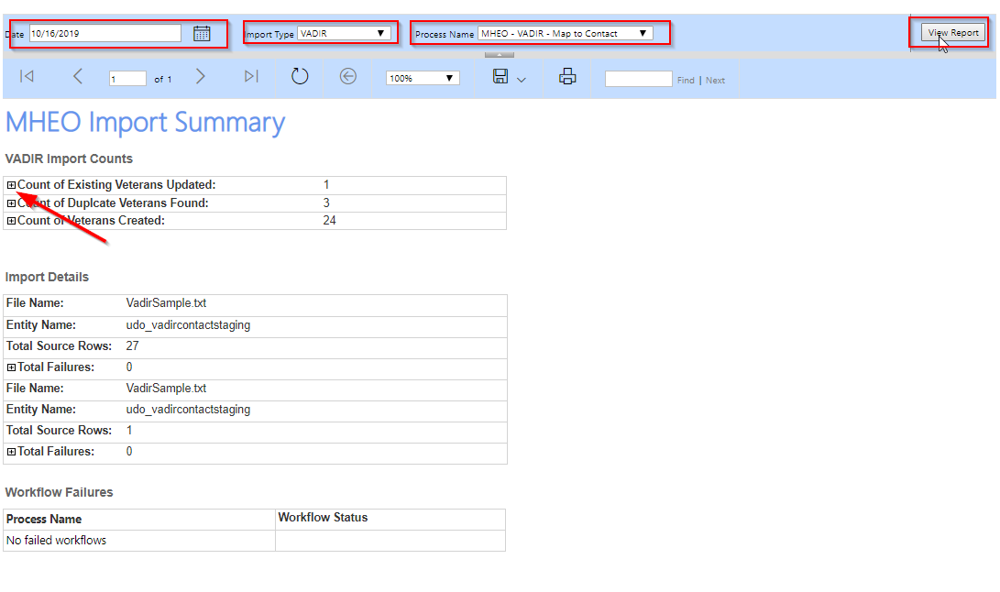 Date 10/16/2019 Import Type VADIR Process Name MHEO - VADIR - Map to Contact View Report
1 of 1 100% Find | Next
MHEO Import Summary
VADIR Import Counts
Count of Existing Veterans Updated: 1
Count of Duplcate Veterans Found: 3
Count of Veterans Created: 24
Import Details
File Name: VadirSample.txt
Entity Name: udo_vadircontactstaging
Total Source Rows: 27
Total Failures: 0
File Name: VadirSample.txt
Entity Name: udo_vadircontactstaging
Total Source Rows: 1
Total Failures: 0
Workflow Failures
Process Name Workflow Status
No failed workflows